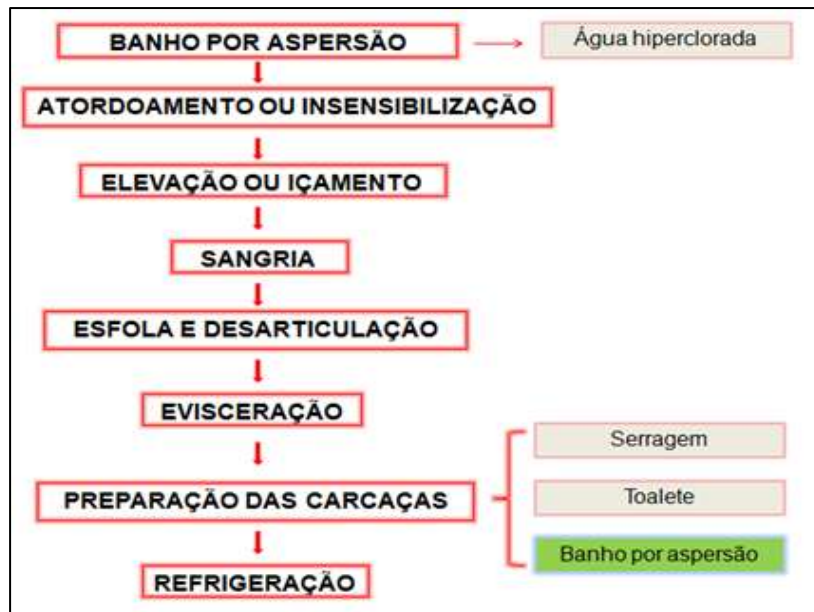 BANHO POR ASPERSÃO
Água hiperclorada
ATORDOAMENTO OU INSENSIBILIZAÇÃO
ELEVAÇÃO OU IÇAMENTO
SANGRIA
ESFOLA E DESARTICULAÇÃO
EVISCERAÇÃO
PREPARAÇÃO DAS CARCAÇAS
Serragem
Toalete
Banho por aspersão
REFRIGERAÇÃO